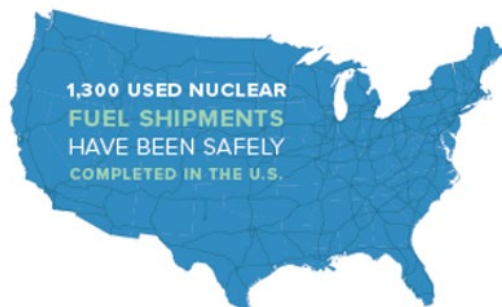 1,300 USED NUCLEAR
FUEL SHIPMENTS
HAVE BEEN SAFELY
COMPLETED IN THE U.S.